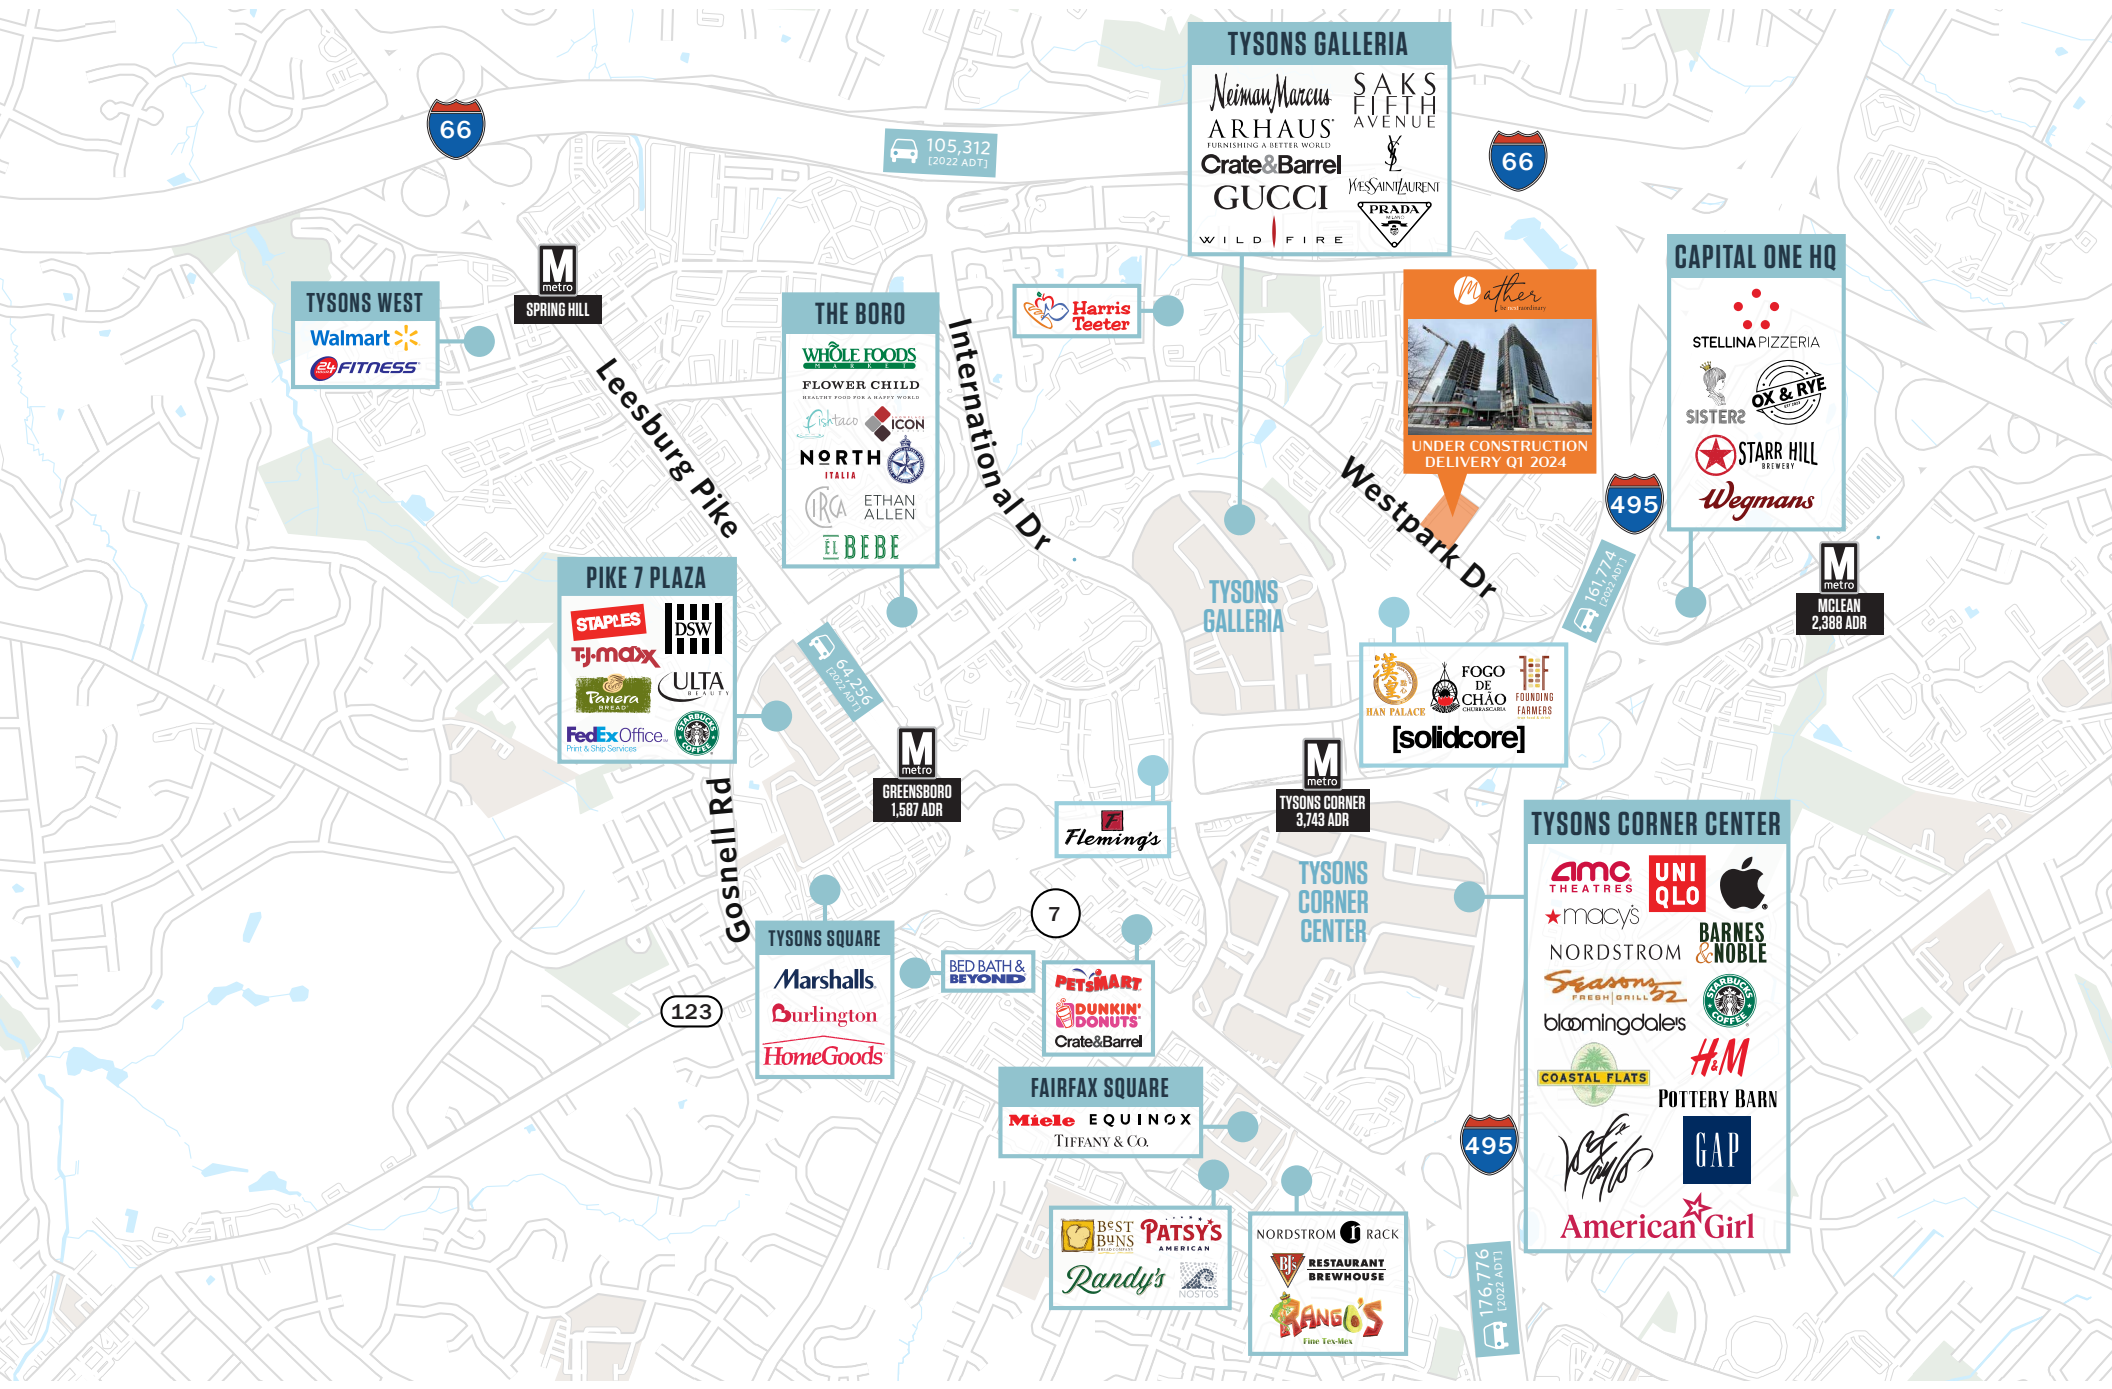 TYSONS GALLERIA
Neiman Marcus
SAKS
FIFTH
AVENUE
ARHAUS
FURNISHING A BETTER WORLD
Crate&Barrel
YSL
YVESSAINTLAURENT
GUCCI
PRADA
MILANO
WILDFIRE
66
105,312
[2022 ADT]
66
M
metro
SPRING HILL
TYSONS WEST
Walmart
24
FITNESS
THE BORO
WHOLE FOODS
MARKET
FLOWER CHILD
HEALTHY FOOD FOR A HAPPY WORLD
fishtaco
ICON
NORTH
ITALIA
CIRCA
ETHAN
ALLEN
EL BEBE
International Dr
Harris
Teeter
Mather
UNDER CONSTRUCTION
DELIVERY Q1 2024
CAPITAL ONE HQ
STELLINA PIZZERIA
SISTERS
OX & RYE
STARR HILL
BREWERY
Wegmans
Leesburg Pike
Westpark Dr
495
161,774
[2022 ADT]
M
metro
MCLEAN
2,388 ADR
PIKE 7 PLAZA
STAPLES
DSW
T.J.maxx
Panera
BREAD
ULTA
BEAUTY
FedEx Office
Print & Ship Services
STARBUCKS
COFFEE
64,256
[2022 ADT]
TYSONS
GALLERIA
HAN PALACE
FOGO
DE
CHÃO
CHURRASCARIA
FOUNDING
FARMERS
[solidcore]
M
metro
GREENSBORO
1,587 ADR
M
metro
TYSONS CORNER
3,743 ADR
Gosnell Rd
F
Fleming's
TYSONS
CORNER
CENTER
TYSONS CORNER CENTER
amc
THEATRES
UNI
QLO
macy's
NORDSTROM
BARNES
&NOBLE
Seasons 52
FRESH GRILL
STARBUCKS
COFFEE
bloomingdale's
H&M
COASTAL FLATS
POTTERY BARN
Lord & Taylor
GAP
American Girl
7
TYSONS SQUARE
Marshalls
Burlington
HomeGoods
BED BATH &
BEYOND
PETSMART
DUNKIN'
DONUTS
Crate&Barrel
123
FAIRFAX SQUARE
Miele
EQUINOX
TIFFANY & CO.
495
BEST
BUNS
BREAD COMPANY
PATSY'S
AMERICAN
Randy's
NOSTOS
NORDSTROM r rack
BJ's
RESTAURANT
BREWHOUSE
RANGO'S
Fine Tex-Mex
176,776
[2022 ADT]